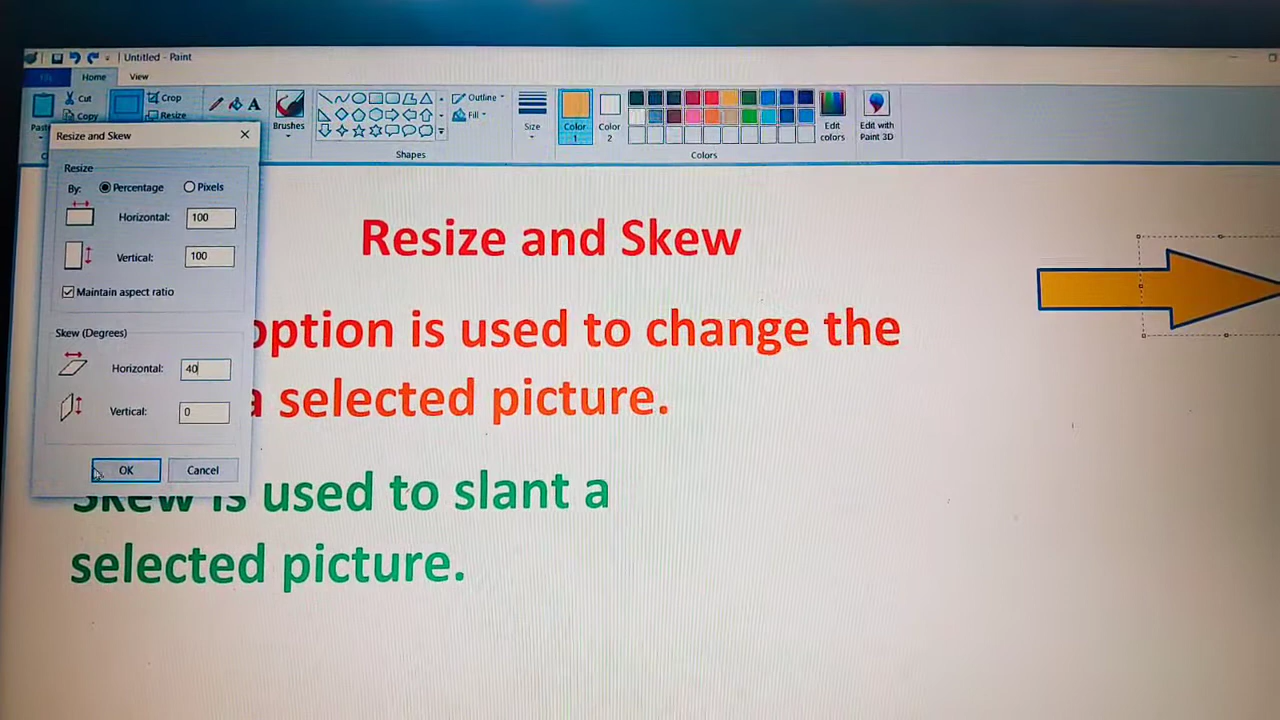 Untitled - Paint
File Home View
Cut
Copy
Crop
Resize
Brushes
Shapes
Outline
Fill
Size
Color 1
Color 2
Edit colors
Edit with Paint 3D
Colors
Resize and Skew
Resize
By: Percentage Pixels
Horizontal: 100
Vertical: 100
Maintain aspect ratio
Skew (Degrees)
Horizontal: 40
Vertical: 0
OK Cancel
Resize and Skew
option is used to change the
a selected picture.
Skew is used to slant a
selected picture.